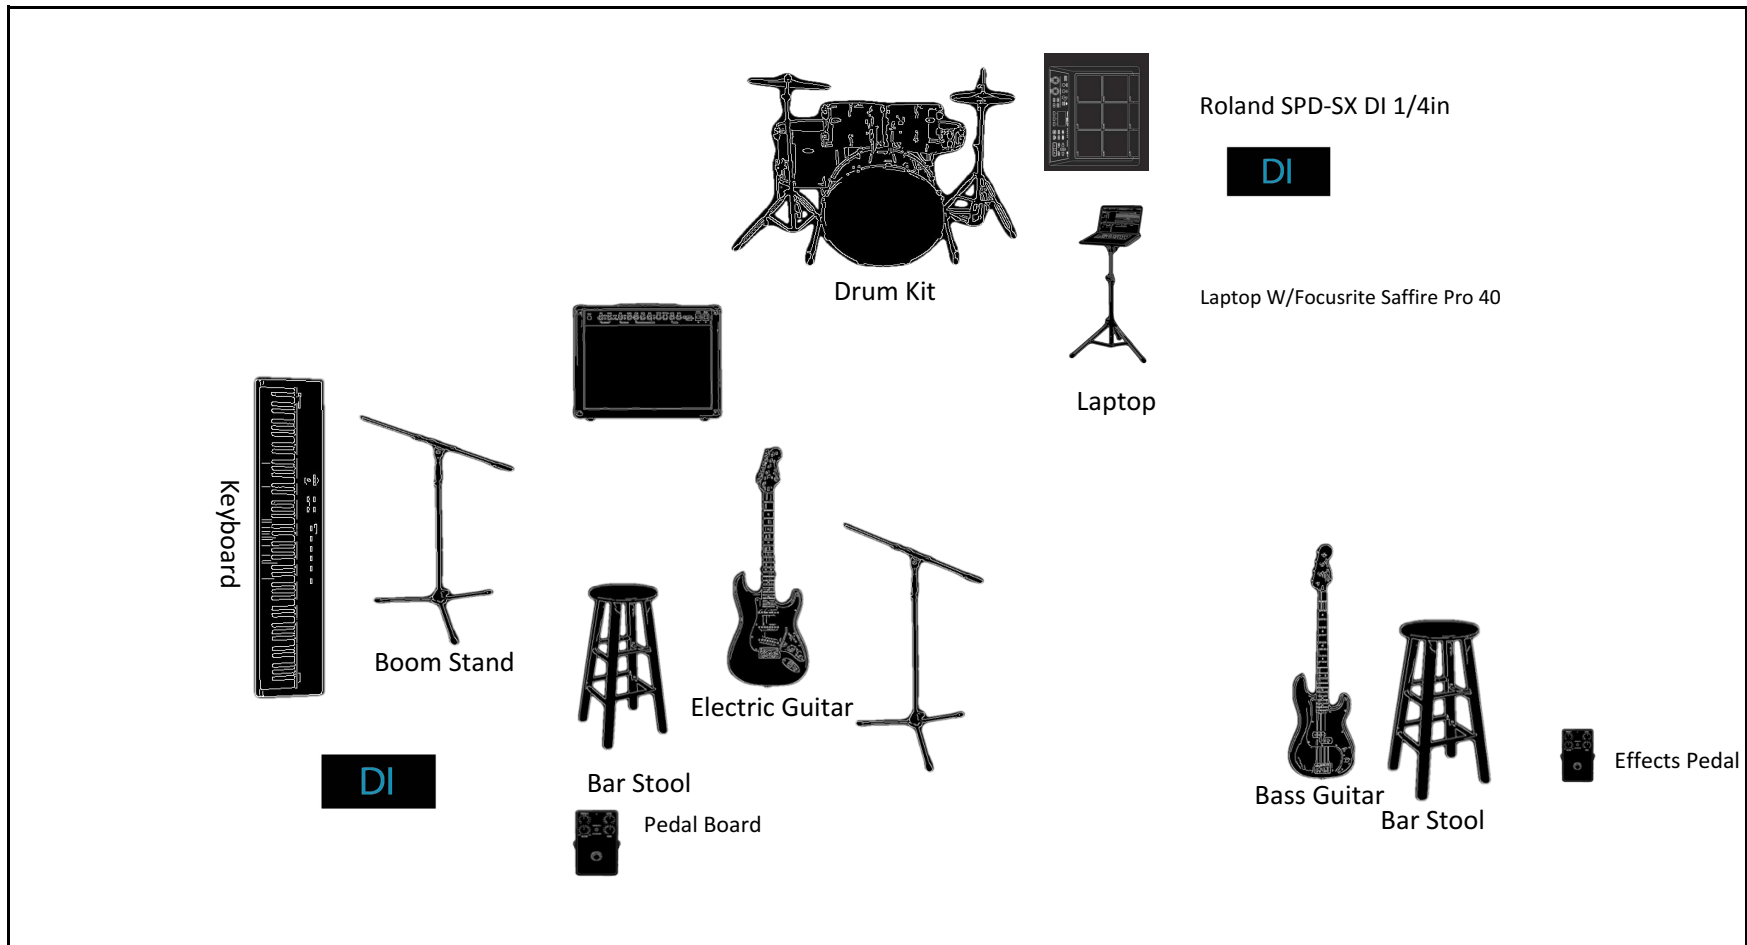 Roland SPD-SX DI 1/4in
DI
Drum Kit
Laptop W/Focusrite Saffire Pro 40
Laptop
Keyboard
Boom Stand
Electric Guitar
DI
Bar Stool
Pedal Board
Bass Guitar
Bar Stool
Effects Pedal